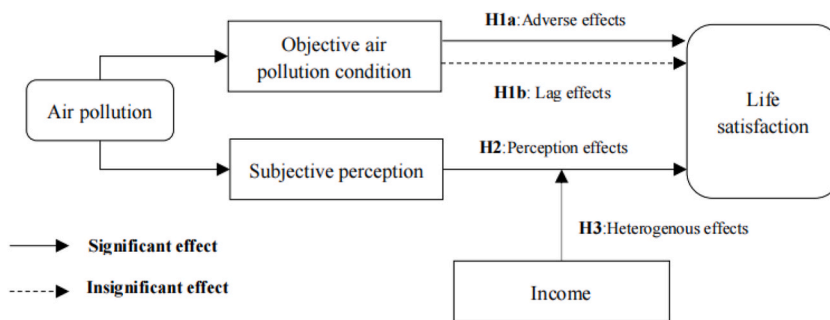 H1a: Adverse effects
Objective air
pollution condition
Air pollution
H1b: Lag effects
Life
satisfaction
H2:Perception effects
Subjective perception
H3:Heterogenous effects
Significant effect
Insignificant effect
Income